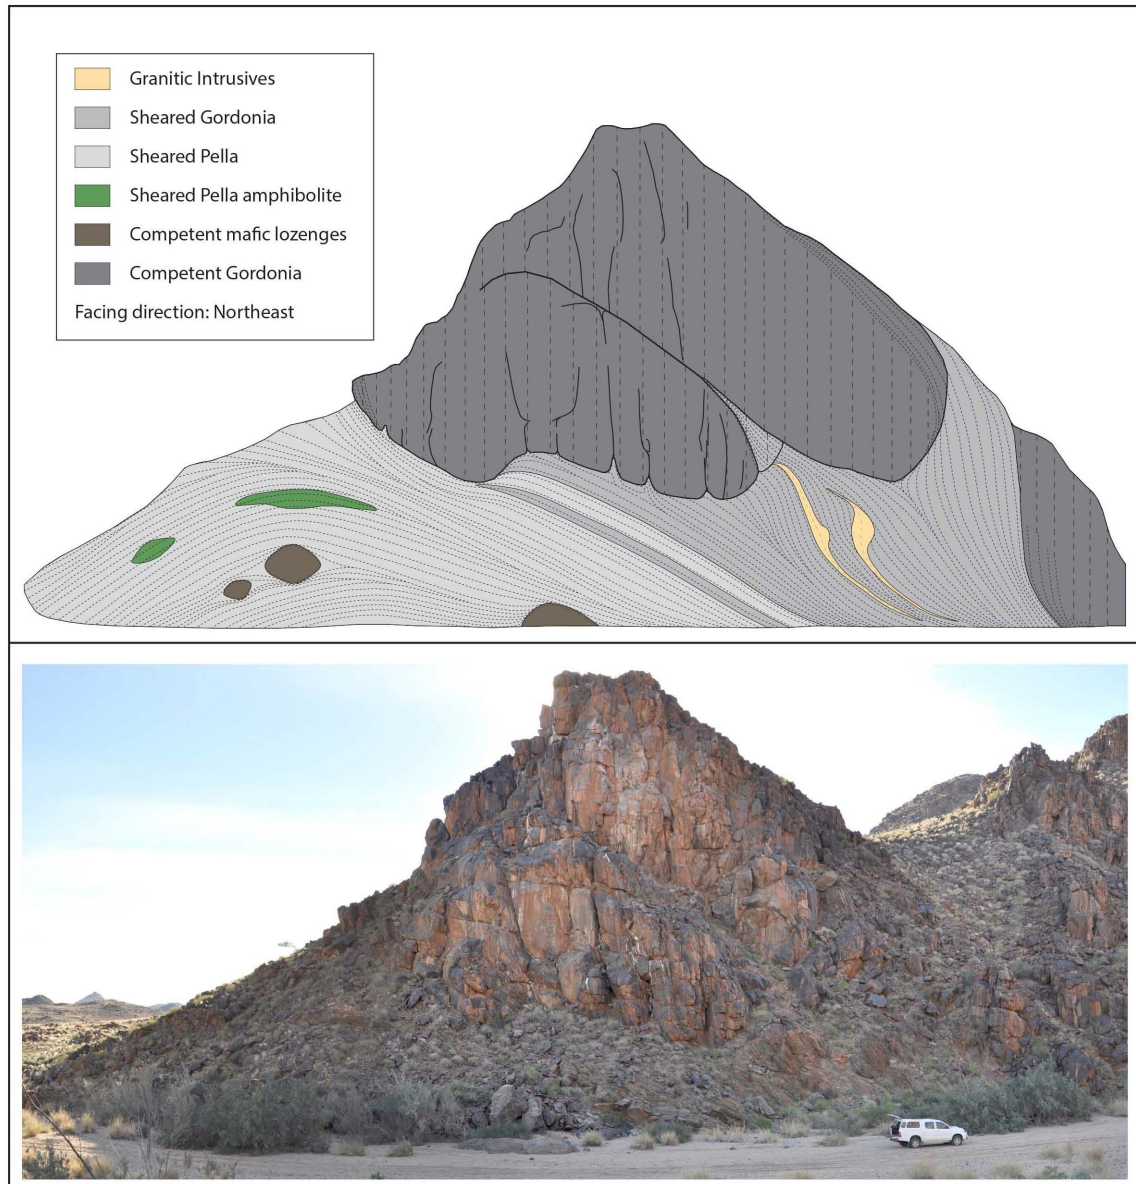 Granitic Intrusives
Sheared Gordonia
Sheared Pella
Sheared Pella amphibolite
Competent mafic lozenges
Competent Gordonia
Facing direction: Northeast